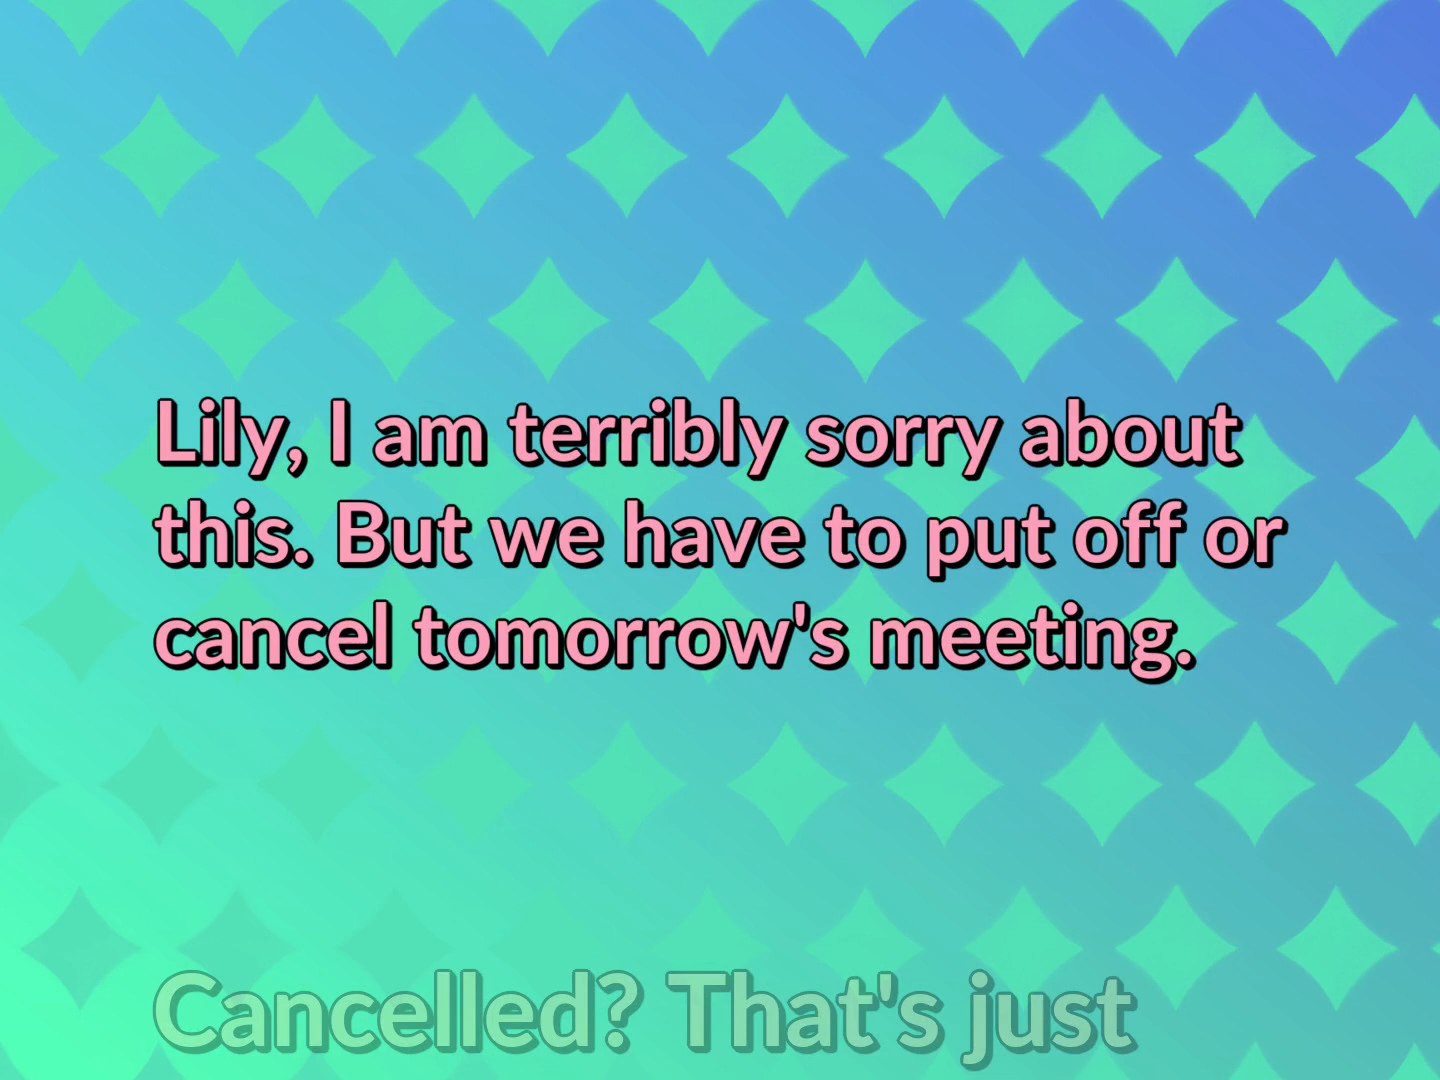 Lily, I am terribly sorry about
this. But we have to put off or
cancel tomorrow's meeting.
Cancelled? That's just